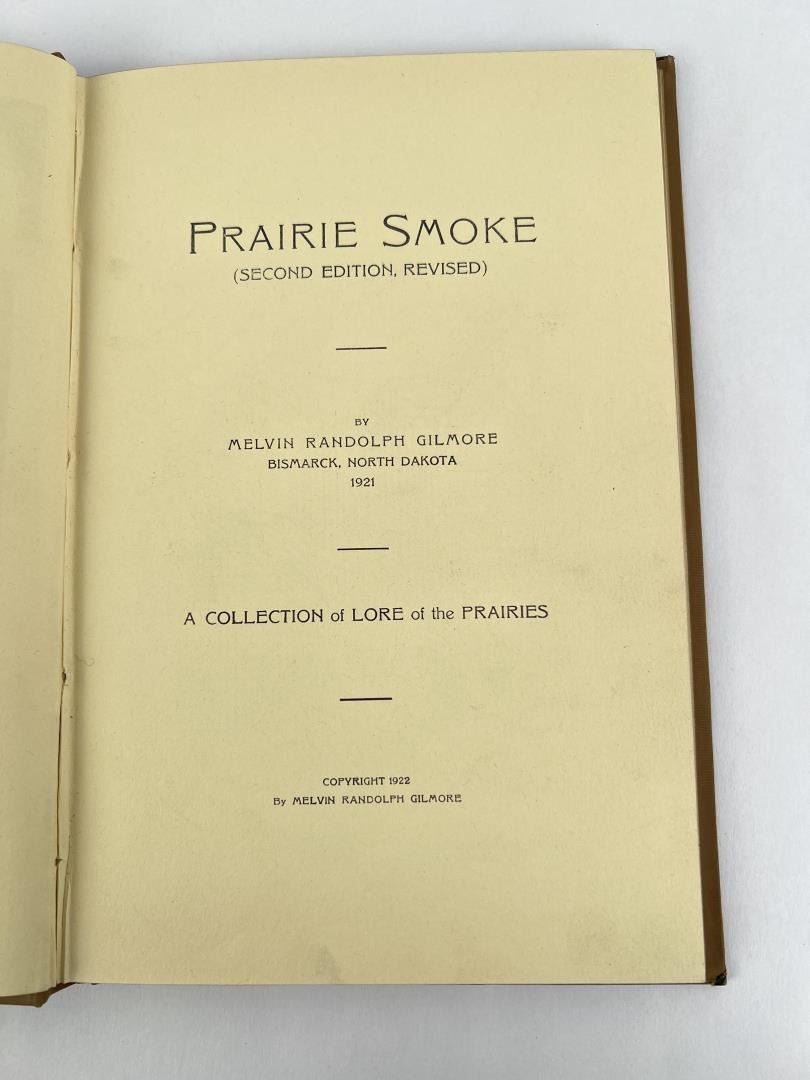 PRAIRIE SMOKE
(SECOND EDITION, REVISED)
BY
MELVIN RANDOLPH GILMORE
BISMARCK, NORTH DAKOTA
1921
A COLLECTION of LORE of the PRAIRIES
COPYRIGHT 1922
By MELVIN RANDOLPH GILMORE